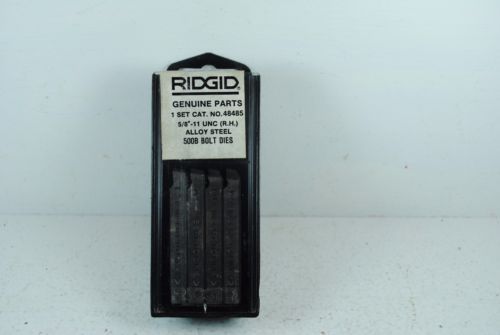 RIDGID®
GENUINE PARTS
1 SET CAT. NO. 48485
5/8"-11 UNC (R.H.)
ALLOY STEEL
500B BOLT DIES